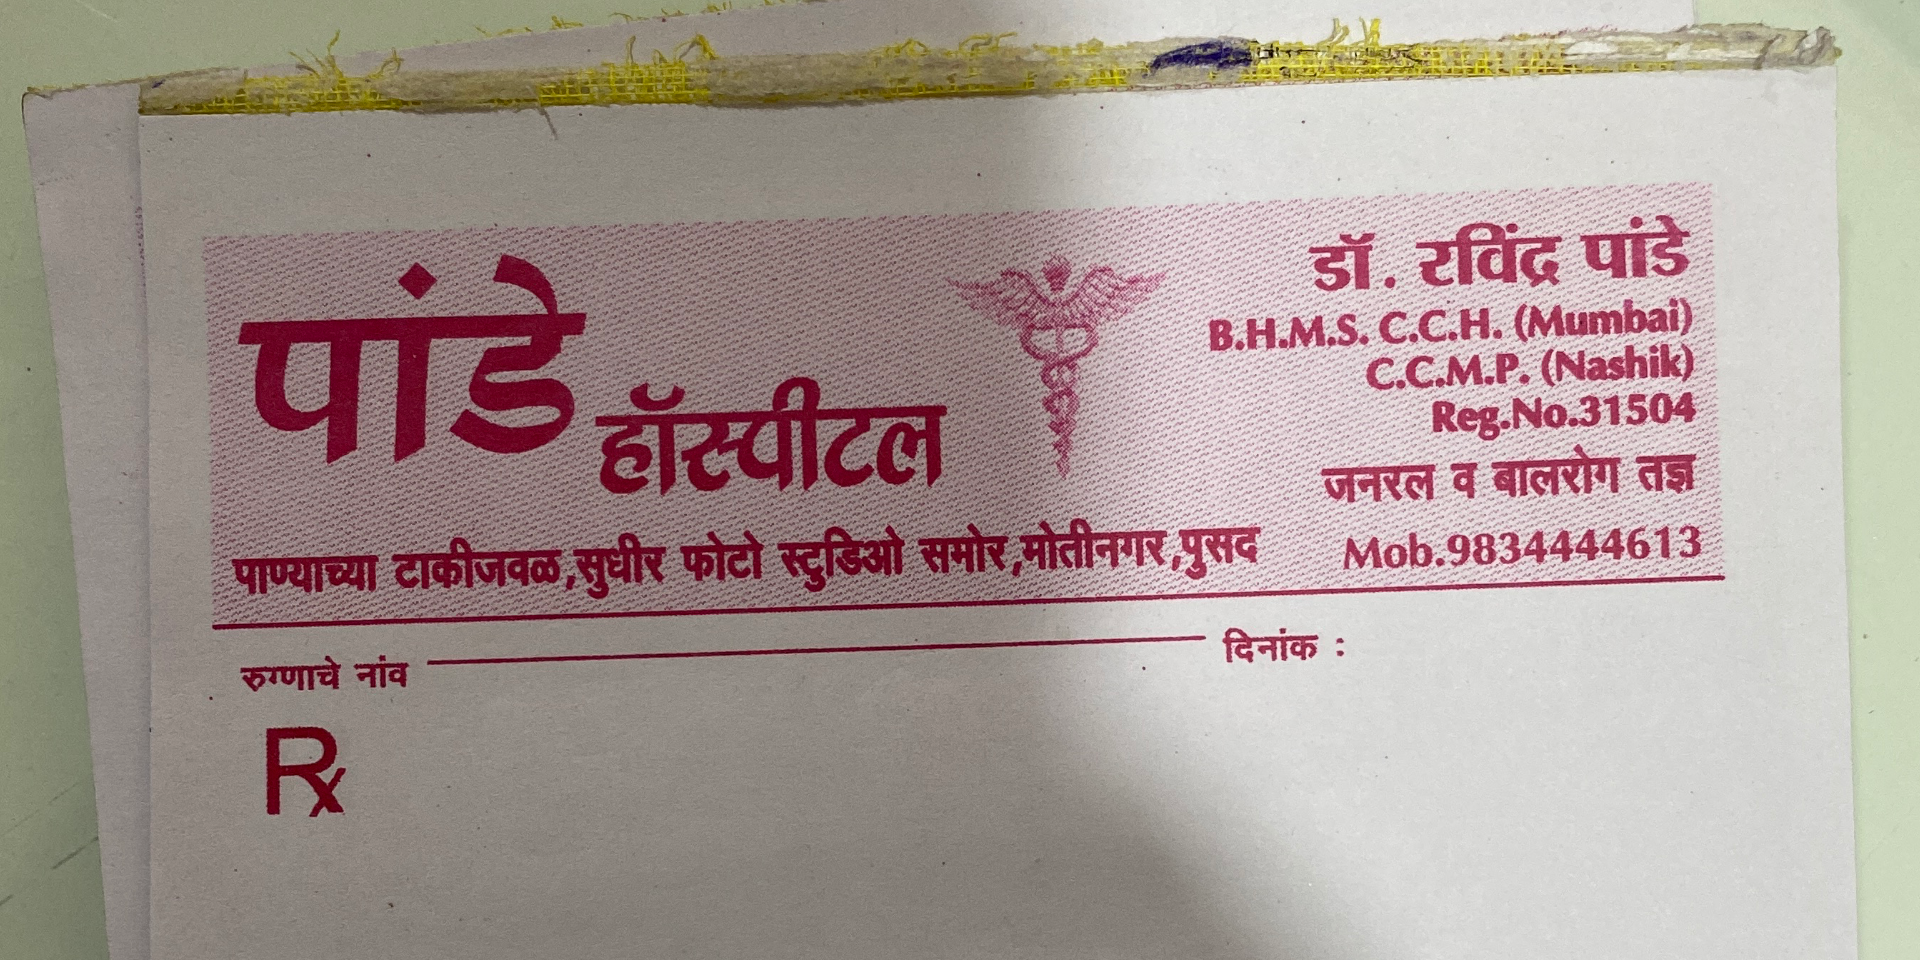 पांडे हॉस्पीटल
डॉ. रविंद्र पांडे
B.H.M.S. C.C.H. (Mumbai)
C.C.M.P. (Nashik)
Reg.No.31504
जनरल व बालरोग तज्ञ
पाण्याच्या टाकीजवळ,सुधीर फोटो स्टुडिओ समोर,मोतीनगर,पुसद
Mob.9834444613
रुग्णाचे नांव
दिनांक :
Rx